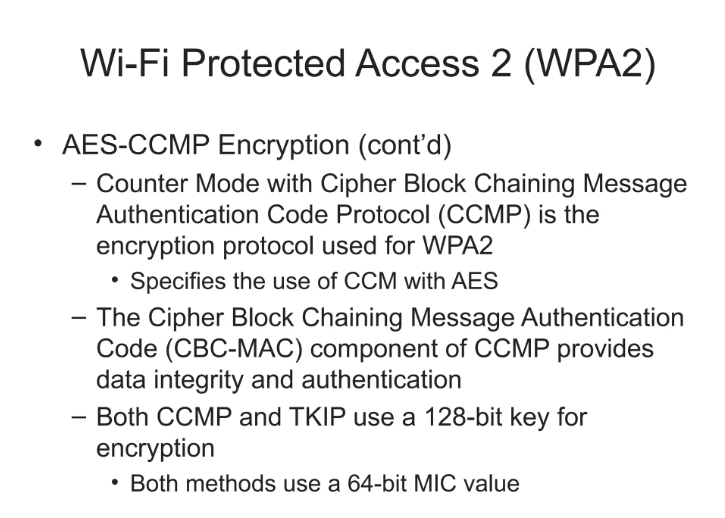 Wi-Fi Protected Access 2 (WPA2)
• AES-CCMP Encryption (cont’d)
– Counter Mode with Cipher Block Chaining Message
Authentication Code Protocol (CCMP) is the
encryption protocol used for WPA2
• Specifies the use of CCM with AES
– The Cipher Block Chaining Message Authentication
Code (CBC-MAC) component of CCMP provides
data integrity and authentication
– Both CCMP and TKIP use a 128-bit key for
encryption
• Both methods use a 64-bit MIC value